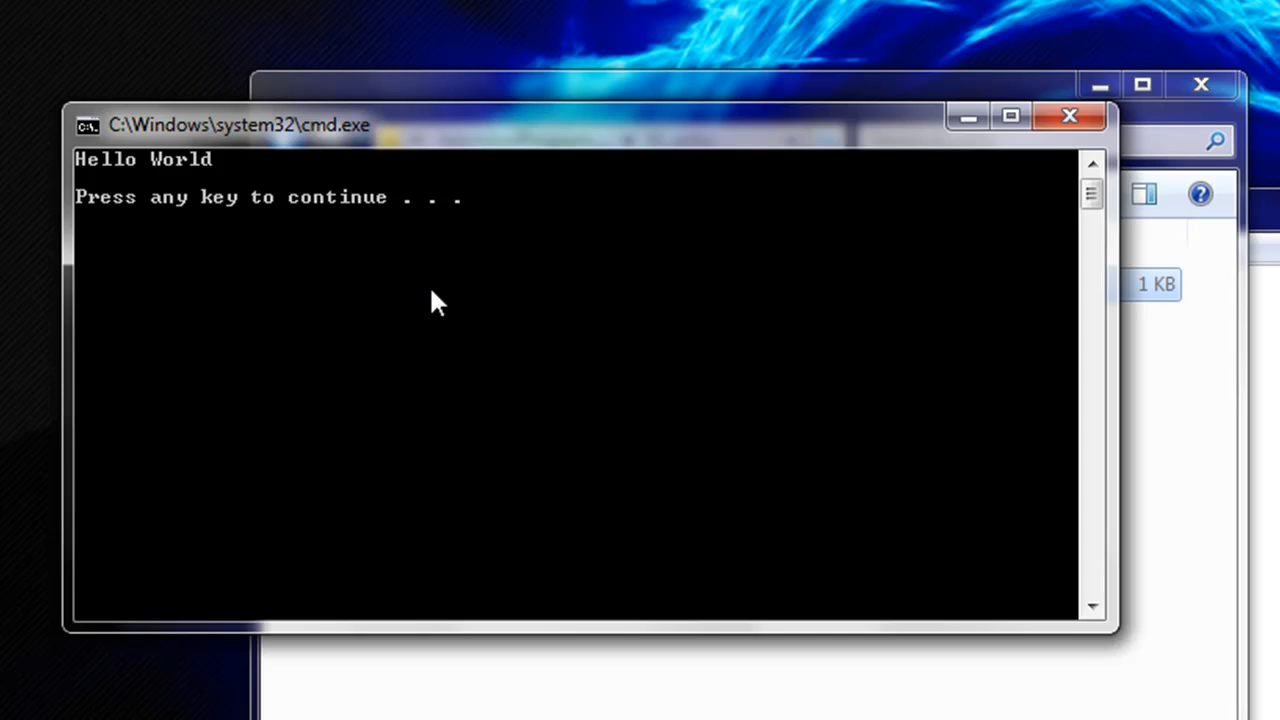 C:\Windows\system32\cmd.exe
Hello World
Press any key to continue . . .
1 KB